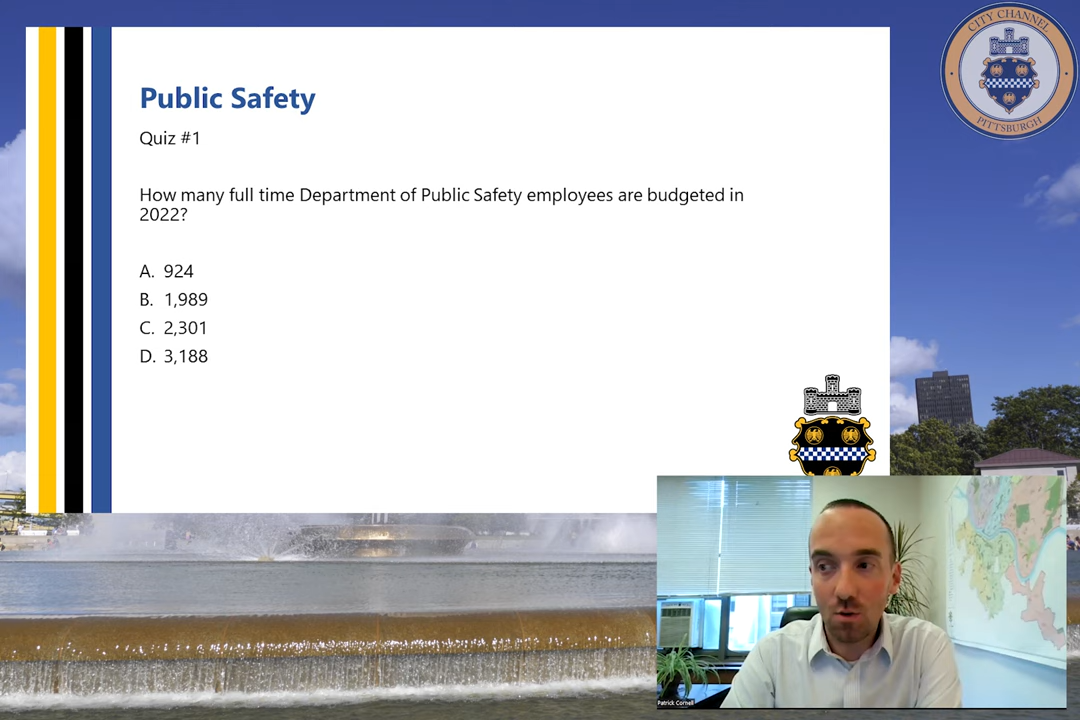 CITY CHANNEL
PITTSBURGH
Public Safety
Quiz #1
How many full time Department of Public Safety employees are budgeted in
2022?
A. 924
B. 1,989
C. 2,301
D. 3,188
Patrick Cornell